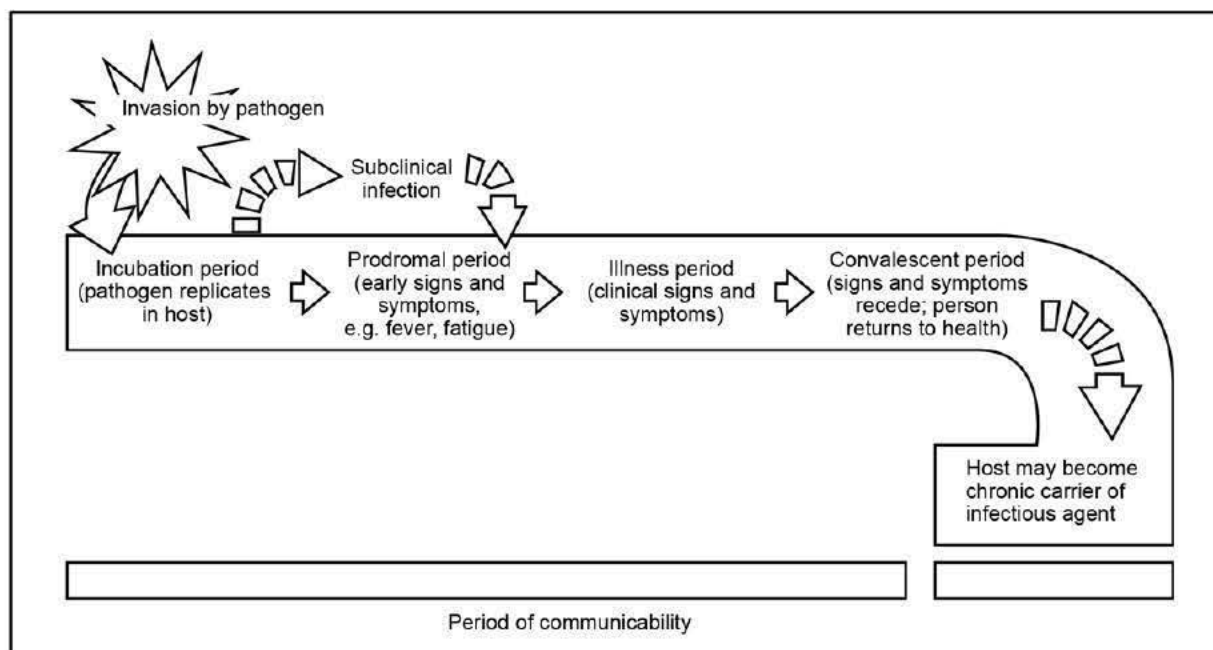 Invasion by pathogen
Subclinical
infection
Incubation period
(pathogen replicates
in host)
Prodromal period
(early signs and
symptoms,
e.g. fever, fatigue)
Illness period
(clinical signs and
symptoms)
Convalescent period
(signs and symptoms
recede; person
returns to health)
Host may become
chronic carrier of
infectious agent
Period of communicability